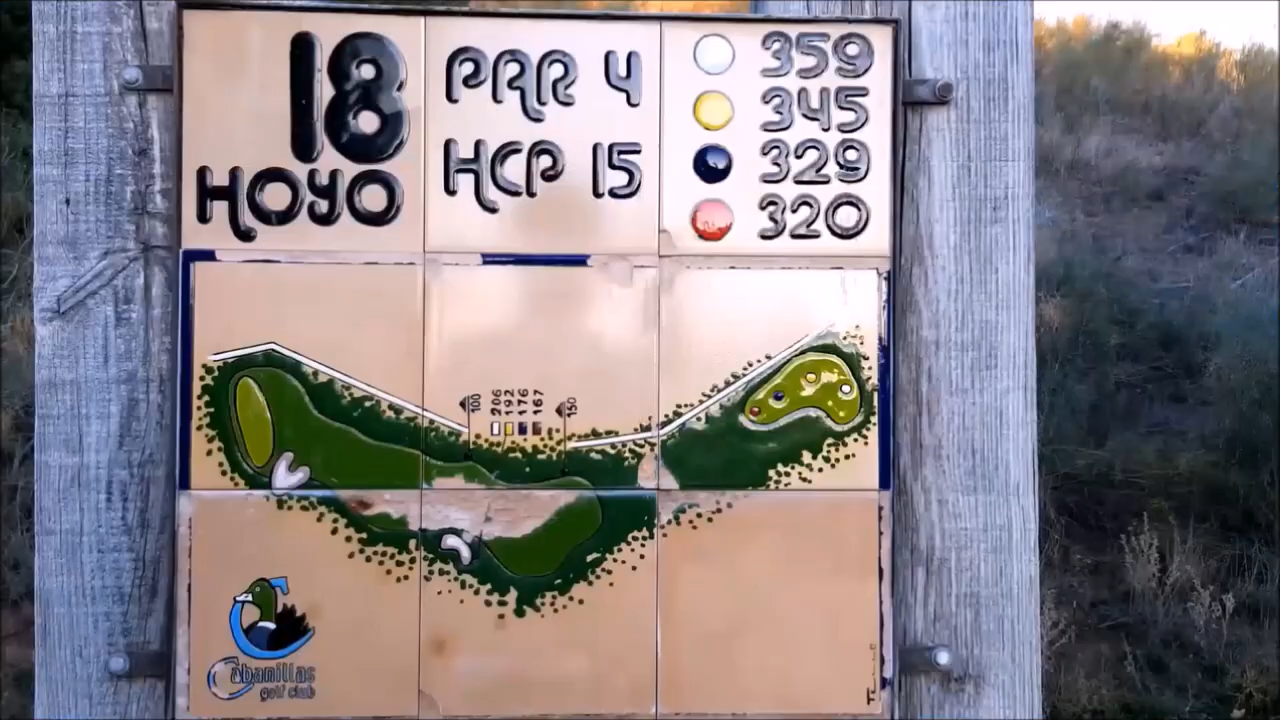 18
HOYO
PAR 4
HCP 15
359
345
329
320
100
206
192
176
167
150
Cabanillas
golf club